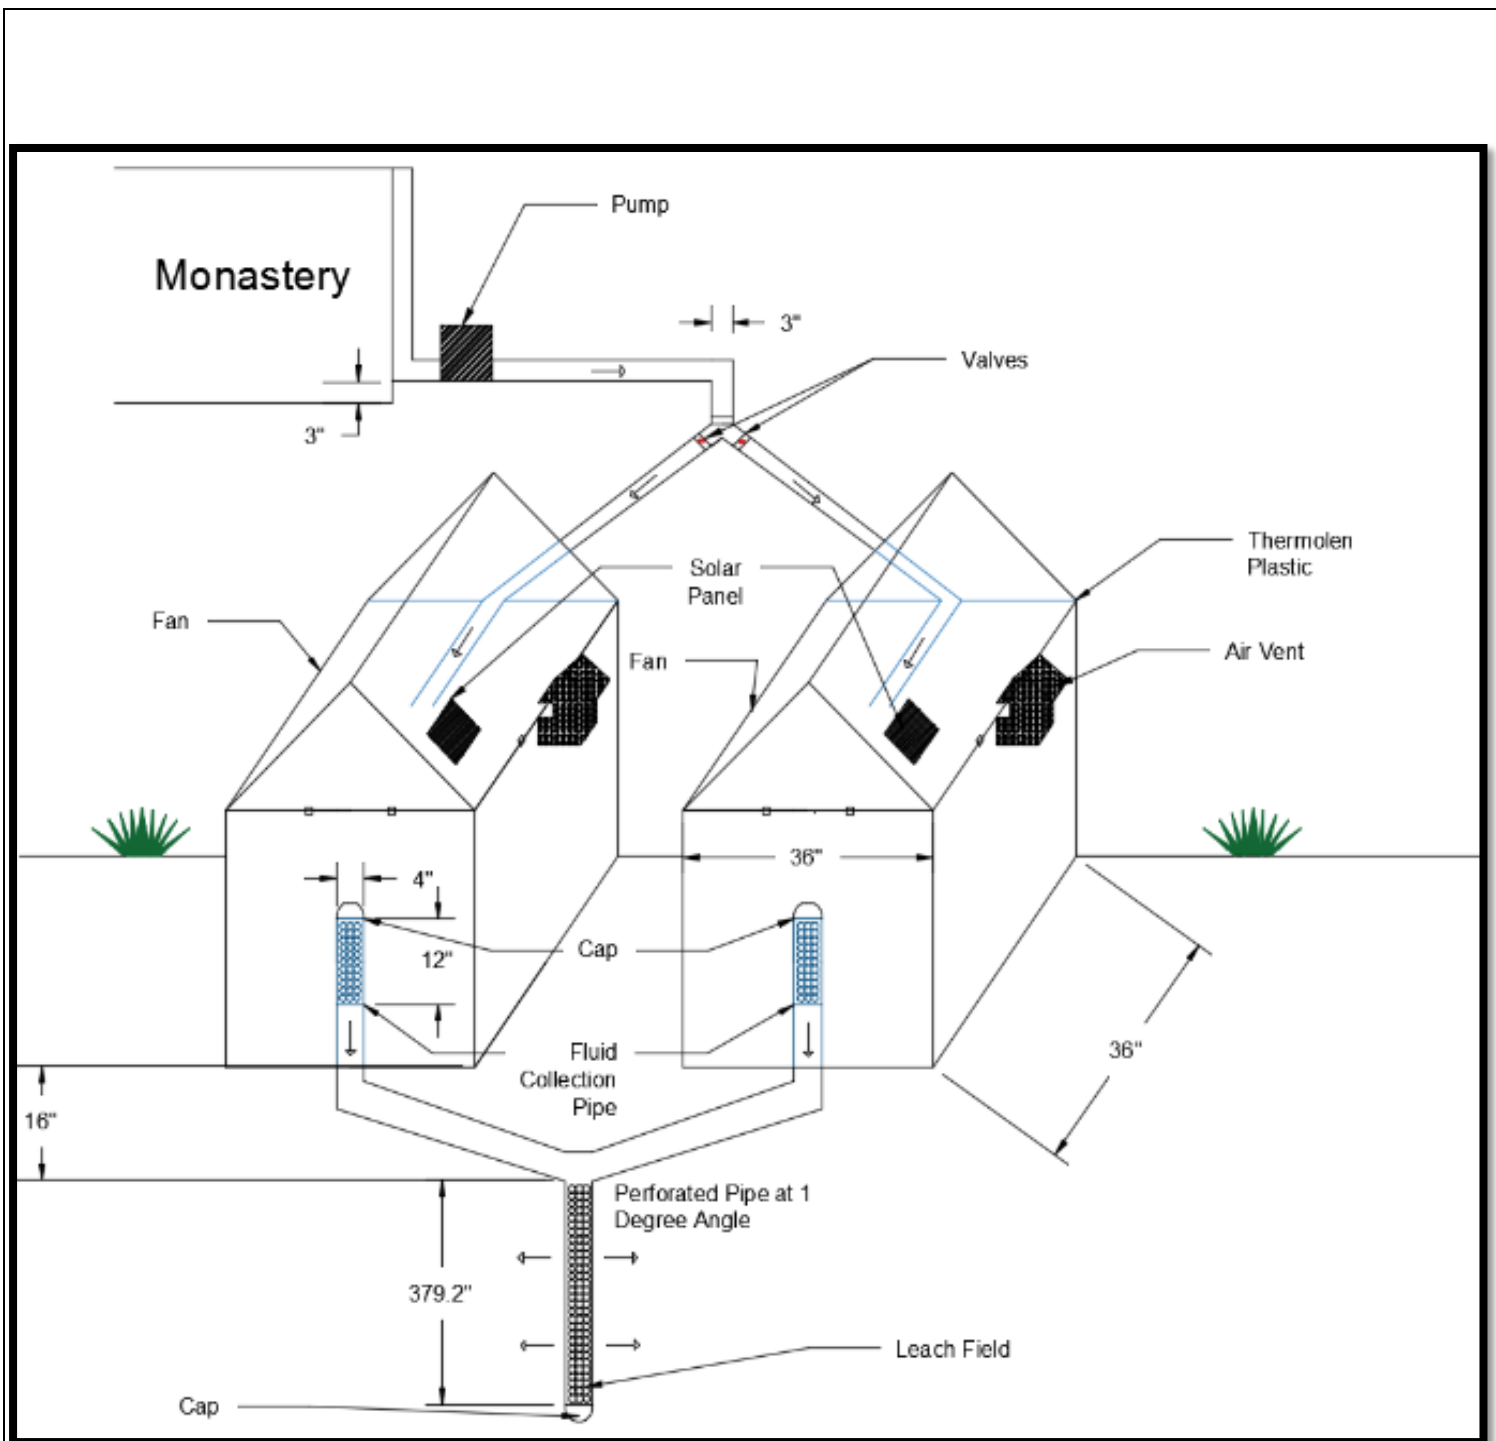 Pump
Monastery
3"
Valves
3"
Thermolen
Plastic
Solar
Panel
Fan
Fan
Air Vent
36"
4"
Cap
12"
Fluid
Collection
Pipe
36"
16"
Perforated Pipe at 1
Degree Angle
379.2"
Leach Field
Cap